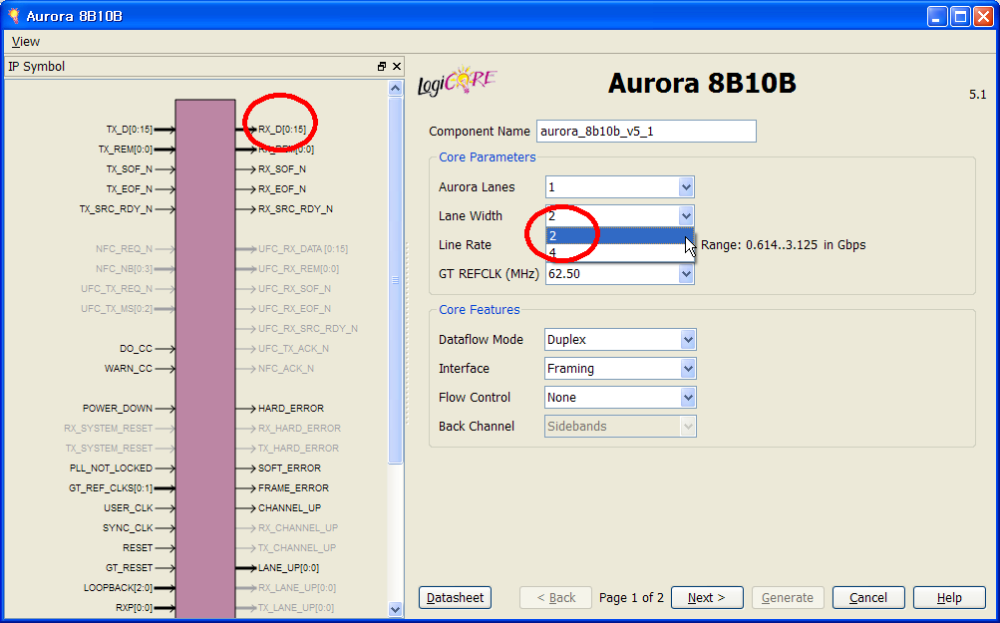 Aurora 8B10B
View
IP Symbol
TX_D[0:15]
TX_REM[0:0]
TX_SOF_N
TX_EOF_N
TX_SRC_RDY_N
NFC_REQ_N
NFC_NB[0:3]
UFC_TX_REQ_N
UFC_TX_MS[0:2]
DO_CC
WARN_CC
POWER_DOWN
RX_SYSTEM_RESET
TX_SYSTEM_RESET
PLL_NOT_LOCKED
GT_REF_CLKS[0:1]
USER_CLK
SYNC_CLK
RESET
GT_RESET
LOOPBACK[2:0]
RXP[0:0]
RX_D[0:15]
RX_REM[0:0]
RX_SOF_N
RX_EOF_N
RX_SRC_RDY_N
UFC_RX_DATA [0:15]
UFC_RX_REM[0:0]
UFC_RX_SOF_N
UFC_RX_EOF_N
UFC_RX_SRC_RDY_N
UFC_TX_ACK_N
NFC_ACK_N
HARD_ERROR
RX_HARD_ERROR
TX_HARD_ERROR
SOFT_ERROR
FRAME_ERROR
CHANNEL_UP
RX_CHANNEL_UP
TX_CHANNEL_UP
LANE_UP[0:0]
RX_LANE_UP[0:0]
TX_LANE_UP[0:0]
LogiCORE
Aurora 8B10B
5.1
Component Name aurora_8b10b_v5_1
Core Parameters
Aurora Lanes 1
Lane Width 2
2
4
Line Rate Range: 0.614..3.125 in Gbps
GT REFCLK (MHz) 62.50
Core Features
Dataflow Mode Duplex
Interface Framing
Flow Control None
Back Channel Sidebands
Datasheet < Back Page 1 of 2 Next > Generate Cancel Help